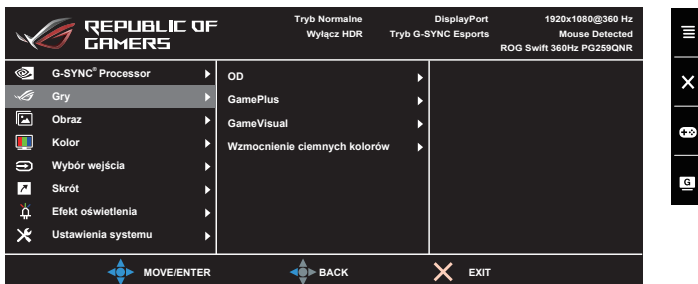 REPUBLIC OF
GAMERS
Tryb Normalne DisplayPort 1920x1080@360 Hz
Wyłącz HDR Tryb G-SYNC Esports Mouse Detected
ROG Swift 360Hz PG259QNR
G-SYNC® Processor
Gry
Obraz
Kolor
Wybór wejścia
Skrót
Efekt oświetlenia
Ustawienia systemu
OD
GamePlus
GameVisual
Wzmocnienie ciemnych kolorów
MOVE/ENTER BACK EXIT
G